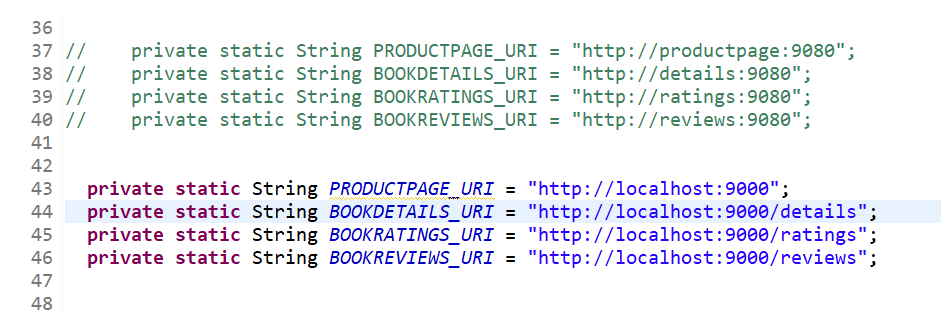 36
37 //    private static String PRODUCTPAGE_URI = "http://productpage:9080";
38 //    private static String BOOKDETAILS_URI = "http://details:9080";
39 //    private static String BOOKRATINGS_URI = "http://ratings:9080";
40 //    private static String BOOKREVIEWS_URI = "http://reviews:9080";
41
42
43   private static String PRODUCTPAGE_URI = "http://localhost:9000";
44   private static String BOOKDETAILS_URI = "http://localhost:9000/details";
45   private static String BOOKRATINGS_URI = "http://localhost:9000/ratings";
46   private static String BOOKREVIEWS_URI = "http://localhost:9000/reviews";
47
48